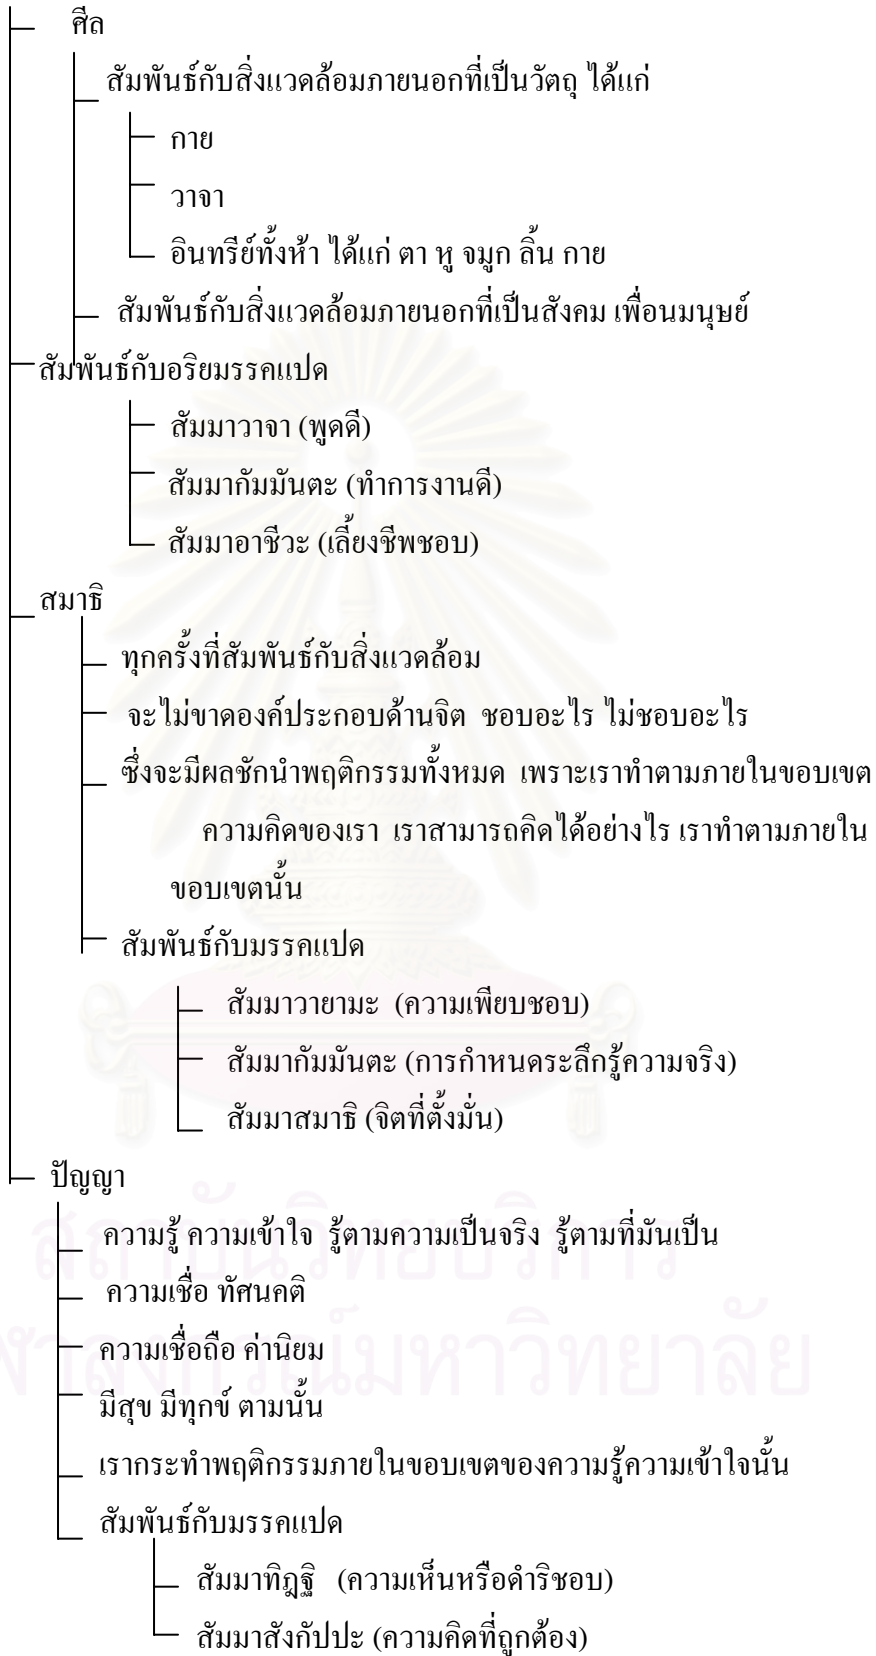 ศีล
สัมพันธ์กับสิ่งแวดล้อมภายนอกที่เป็นวัตถุ ได้แก่
กาย
วาจา
อินทรีย์ทั้งห้า ได้แก่ ตา หู จมูก ลิ้น กาย
สัมพันธ์กับสิ่งแวดล้อมภายนอกที่เป็นสังคม เพื่อนมนุษย์
สัมพันธ์กับอริยมรรคแปด
สัมมาวาจา (พูดดี)
สัมมากัมมันตะ (ทำการงานดี)
สัมมาอาชีวะ (เลี้ยงชีพชอบ)
สมาธิ
ทุกครั้งที่สัมพันธ์กับสิ่งแวดล้อม
จะไม่ขาดองค์ประกอบด้านจิต ชอบอะไร ไม่ชอบอะไร
ซึ่งจะมีผลชักนำพฤติกรรมทั้งหมด เพราะเราทำตามภายในขอบเขต
ความคิดของเรา เราสามารถคิดได้อย่างไร เราทำตามภายใน
ขอบเขตนั้น
สัมพันธ์กับมรรคแปด
สัมมาวายามะ (ความเพียบชอบ)
สัมมากัมมันตะ (การกำหนดระลึกรู้ความจริง)
สัมมาสมาธิ (จิตที่ตั้งมั่น)
ปัญญา
ความรู้ ความเข้าใจ รู้ตามความเป็นจริง รู้ตามที่มันเป็น
ความเชื่อ ทัศนคติ
ความเชื่อถือ ค่านิยม
มีสุข มีทุกข์ ตามนั้น
เรากระทำพฤติกรรมภายในขอบเขตของความรู้ความเข้าใจนั้น
สัมพันธ์กับมรรคแปด
สัมมาทิฎฐิ (ความเห็นหรือดำริชอบ)
สัมมาสังกัปปะ (ความคิดที่ถูกต้อง)
สถาบันวิทยบริการ
จุฬาลงกรณ์มหาวิทยาลัย